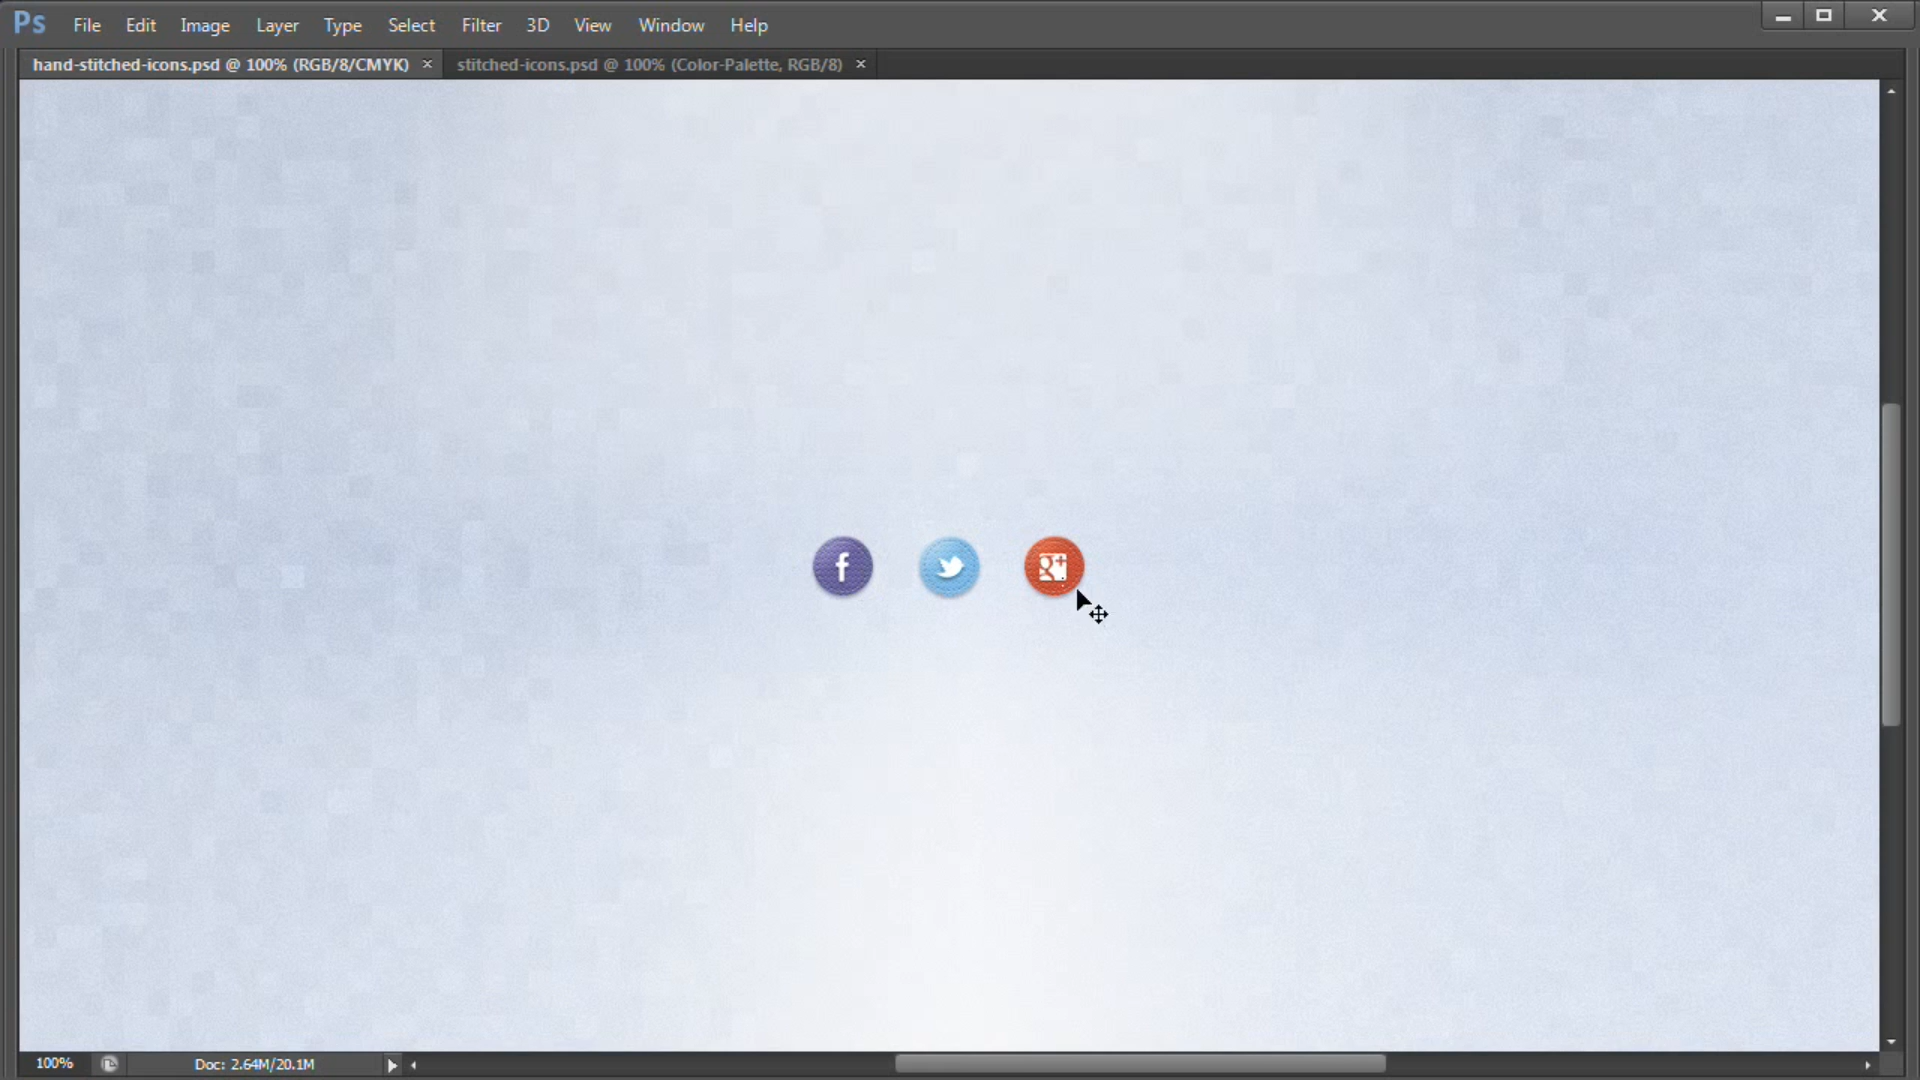 Ps File Edit Image Layer Type Select Filter 3D View Window Help
hand-stitched-icons.psd @ 100% (RGB/8/CMYK) × stitched-icons.psd @ 100% (Color-Palette, RGB/8) ×
f g+
100% Doc: 2.64M/20.1M